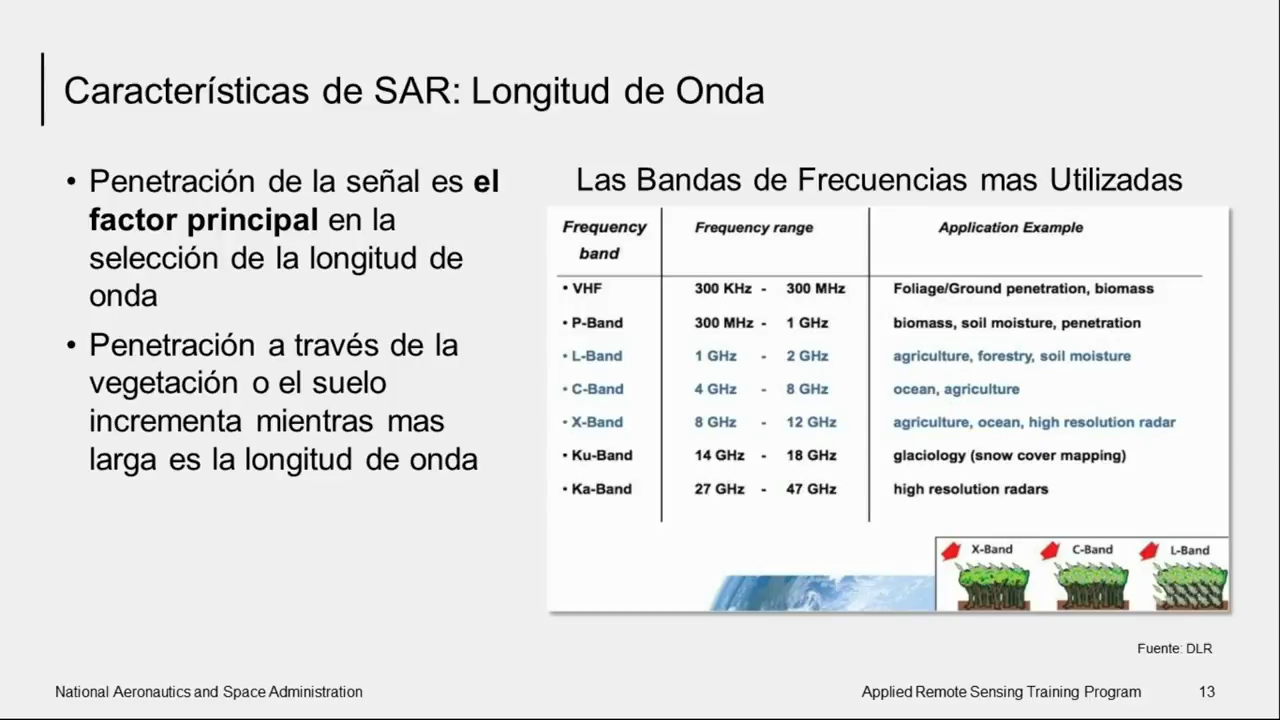 Características de SAR: Longitud de Onda
• Penetración de la señal es el
factor principal en la
selección de la longitud de
onda
• Penetración a través de la
vegetación o el suelo
incrementa mientras mas
larga es la longitud de onda
Las Bandas de Frecuencias mas Utilizadas
Frequency band Frequency range Application Example
• VHF 300 KHz - 300 MHz Foliage/Ground penetration, biomass
• P-Band 300 MHz - 1 GHz biomass, soil moisture, penetration
• L-Band 1 GHz - 2 GHz agriculture, forestry, soil moisture
• C-Band 4 GHz - 8 GHz ocean, agriculture
• X-Band 8 GHz - 12 GHz agriculture, ocean, high resolution radar
• Ku-Band 14 GHz - 18 GHz glaciology (snow cover mapping)
• Ka-Band 27 GHz - 47 GHz high resolution radars
X-Band C-Band L-Band
Fuente: DLR
National Aeronautics and Space Administration Applied Remote Sensing Training Program 13